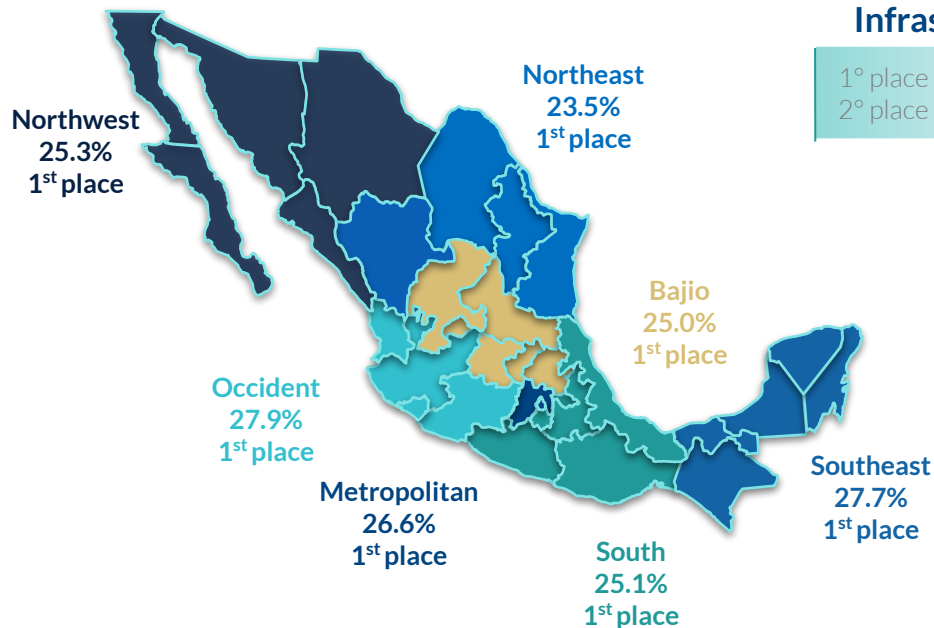 Infras
1° place
2° place
Northeast
23.5%
1st place
Northwest
25.3%
1st place
Bajio
25.0%
1st place
Occident
27.9%
1st place
Southeast
27.7%
1st place
Metropolitan
26.6%
1st place
South
25.1%
1st place